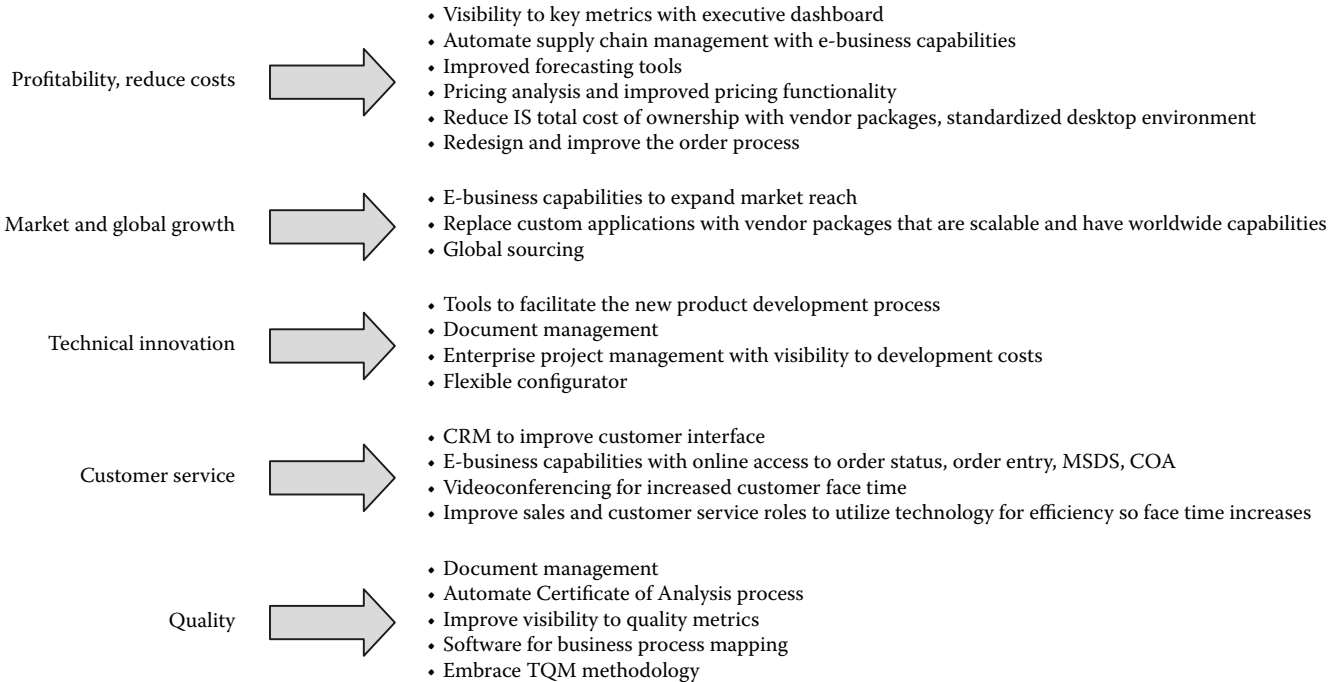 Profitability, reduce costs
• Visibility to key metrics with executive dashboard
• Automate supply chain management with e-business capabilities
• Improved forecasting tools
• Pricing analysis and improved pricing functionality
• Reduce IS total cost of ownership with vendor packages, standardized desktop environment
• Redesign and improve the order process
Market and global growth
• E-business capabilities to expand market reach
• Replace custom applications with vendor packages that are scalable and have worldwide capabilities
• Global sourcing
Technical innovation
• Tools to facilitate the new product development process
• Document management
• Enterprise project management with visibility to development costs
• Flexible configurator
Customer service
• CRM to improve customer interface
• E-business capabilities with online access to order status, order entry, MSDS, COA
• Videoconferencing for increased customer face time
• Improve sales and customer service roles to utilize technology for efficiency so face time increases
Quality
• Document management
• Automate Certificate of Analysis process
• Improve visibility to quality metrics
• Software for business process mapping
• Embrace TQM methodology